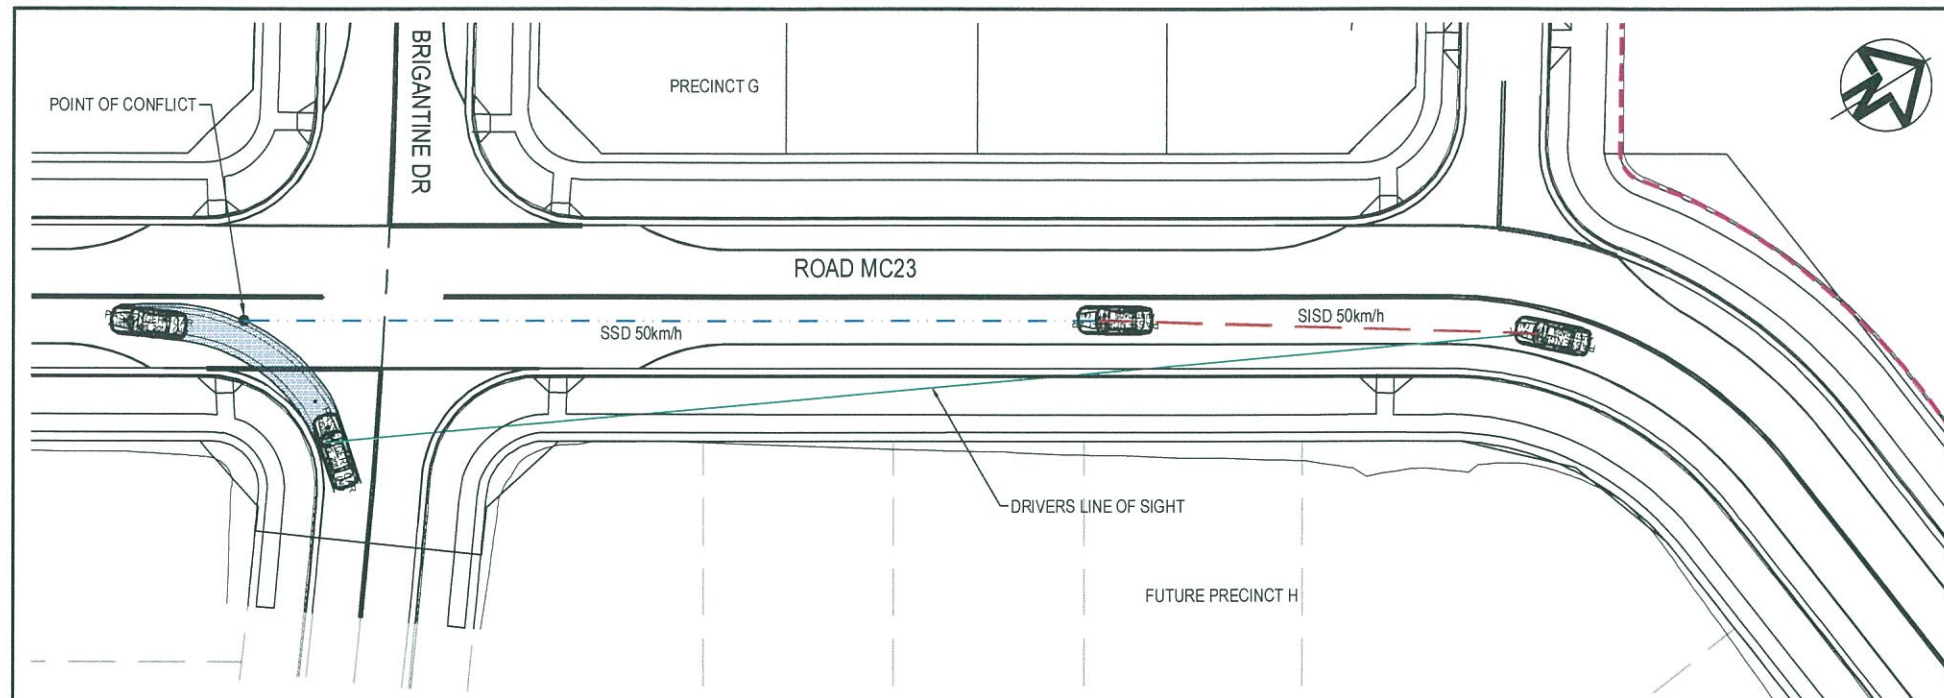 PRECINCT G
POINT OF CONFLICT
BRIGANTINE DR
ROAD MC23
SSD 50km/h
SISD 50km/h
DRIVERS LINE OF SIGHT
FUTURE PRECINCT H